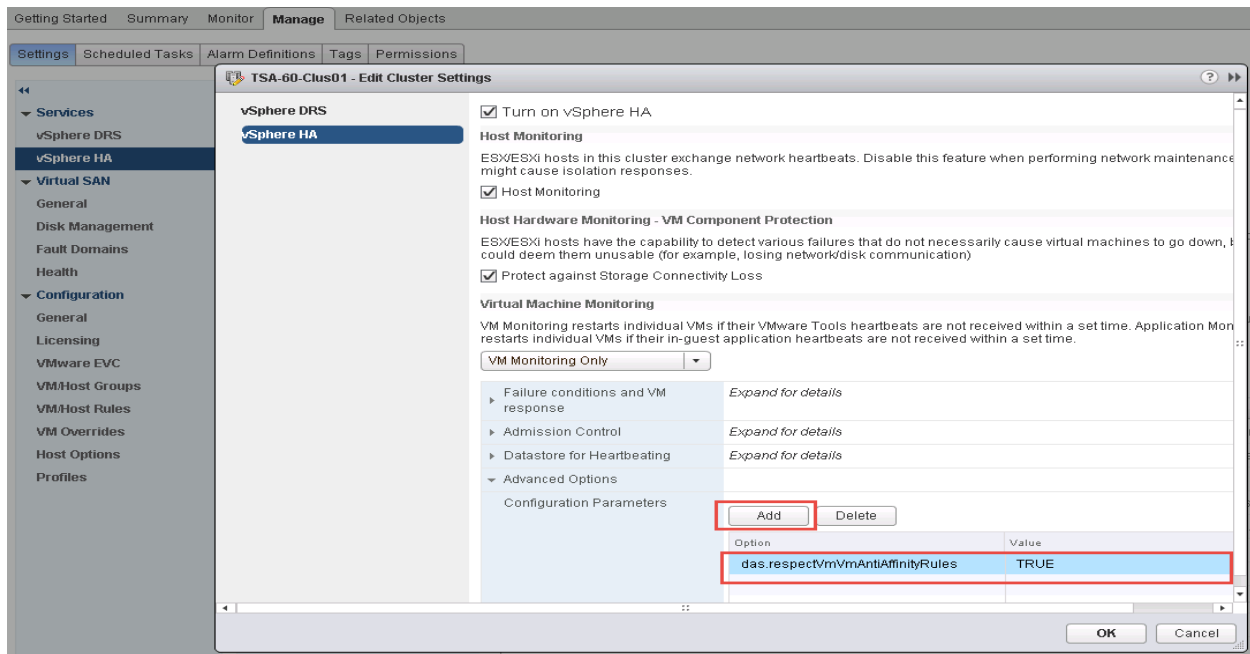 Getting Started Summary Monitor Manage Related Objects
Settings Scheduled Tasks Alarm Definitions Tags Permissions
TSA-60-Clus01 - Edit Cluster Settings
Services
vSphere DRS
vSphere HA
Virtual SAN
General
Disk Management
Fault Domains
Health
Configuration
General
Licensing
VMware EVC
VM/Host Groups
VM/Host Rules
VM Overrides
Host Options
Profiles
vSphere DRS
vSphere HA
Turn on vSphere HA
Host Monitoring
ESX/ESXi hosts in this cluster exchange network heartbeats. Disable this feature when performing network maintenance
might cause isolation responses.
Host Monitoring
Host Hardware Monitoring - VM Component Protection
ESX/ESXi hosts have the capability to detect various failures that do not necessarily cause virtual machines to go down,
could deem them unusable (for example, losing network/disk communication)
Protect against Storage Connectivity Loss
Virtual Machine Monitoring
VM Monitoring restarts individual VMs if their VMware Tools heartbeats are not received within a set time. Application Mon
restarts individual VMs if their in-guest application heartbeats are not received within a set time.
VM Monitoring Only
Failure conditions and VM
response
Expand for details
Admission Control Expand for details
Datastore for Heartbeating Expand for details
Advanced Options
Configuration Parameters
Add Delete
Option Value
das.respectVmVmAntiAffinityRules TRUE
OK Cancel